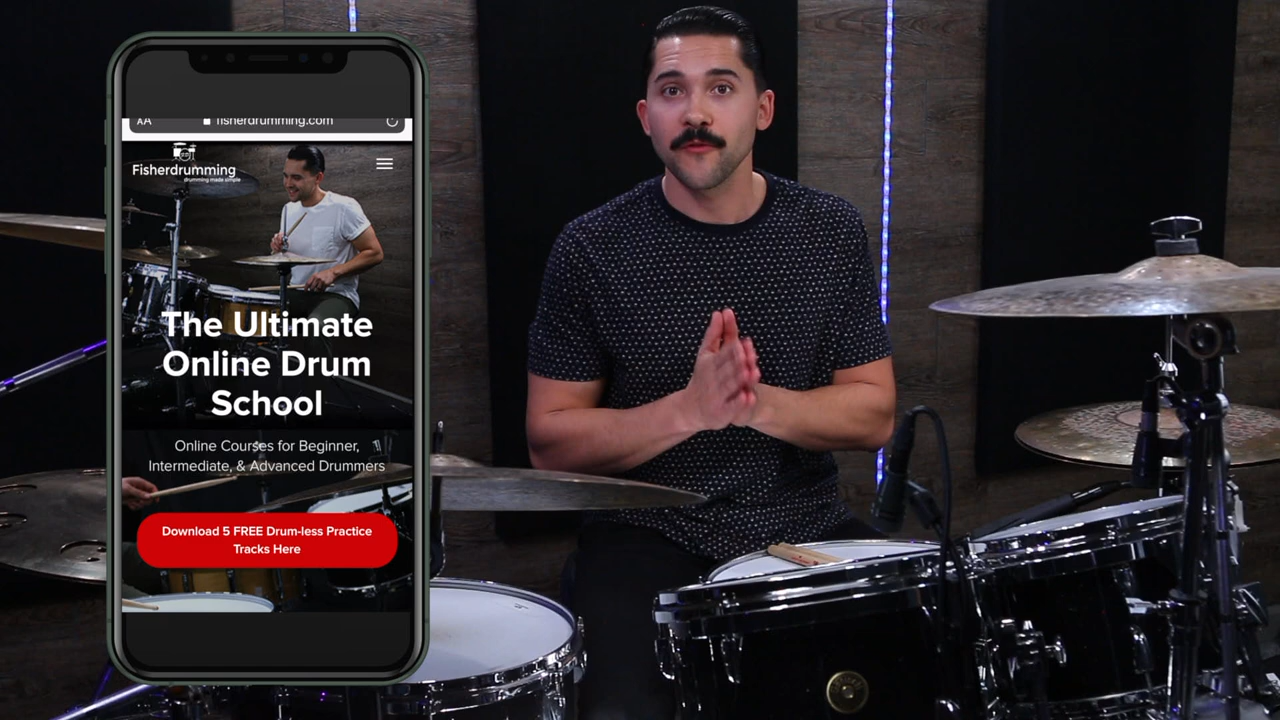 AA
fisherdrumming.com
Fisherdrumming
drumming made simple
The Ultimate
Online Drum
School
Online Courses for Beginner,
Intermediate, & Advanced Drummers
Download 5 FREE Drum-less Practice
Tracks Here